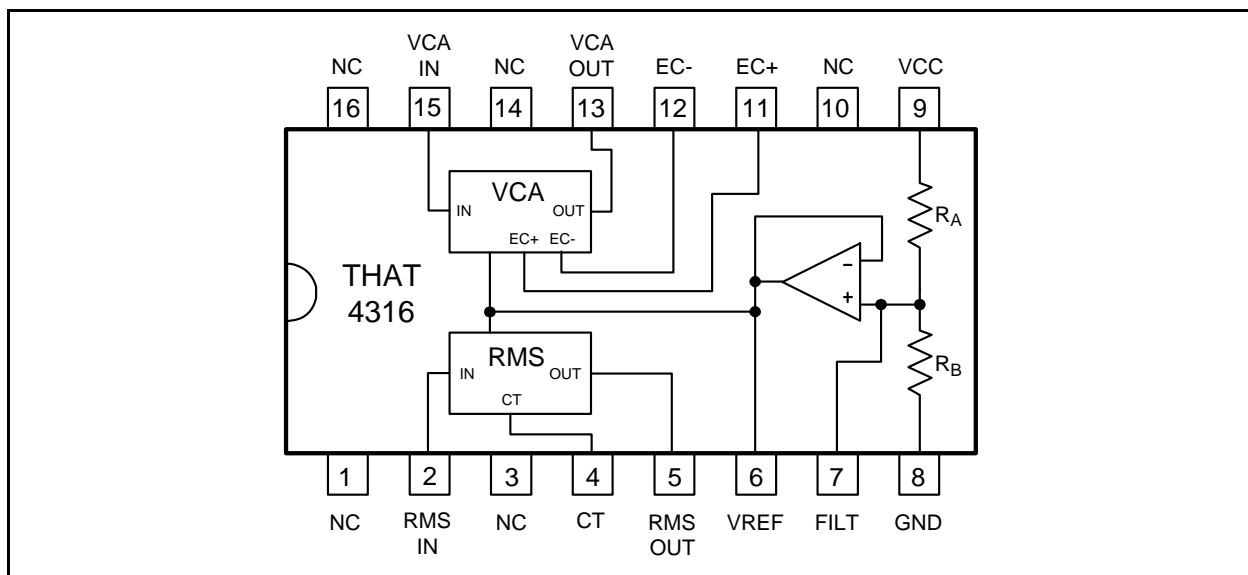 NC
VCA
IN
NC
VCA
OUT
EC-
EC+
NC
VCC
16
15
14
13
12
11
10
9
VCA
IN
OUT
EC+
EC-
THAT
4316
RMS
IN
OUT
CT
−
+
RA
RB
1
2
3
4
5
6
7
8
NC
RMS
IN
NC
CT
RMS
OUT
VREF
FILT
GND